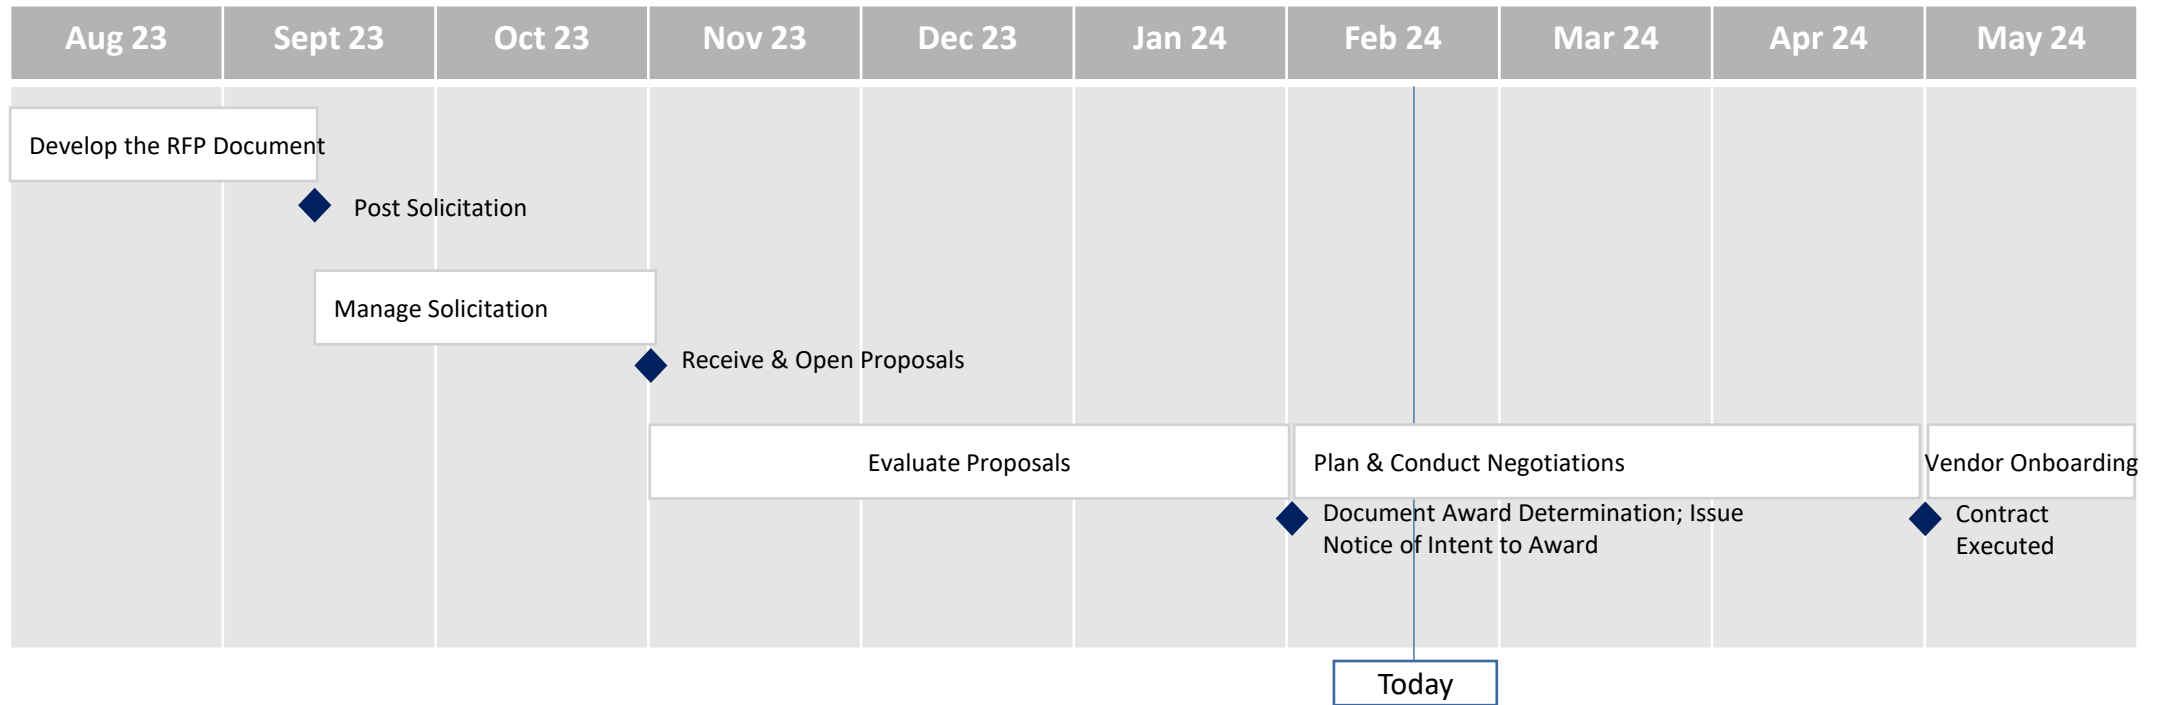 Aug 23
Sept 23
Oct 23
Nov 23
Dec 23
Jan 24
Feb 24
Mar 24
Apr 24
May 24
Develop the RFP Document
Post Solicitation
Manage Solicitation
Receive & Open Proposals
Evaluate Proposals
Plan & Conduct Negotiations
Vendor Onboarding
Document Award Determination; Issue
Notice of Intent to Award
Contract
Executed
Today